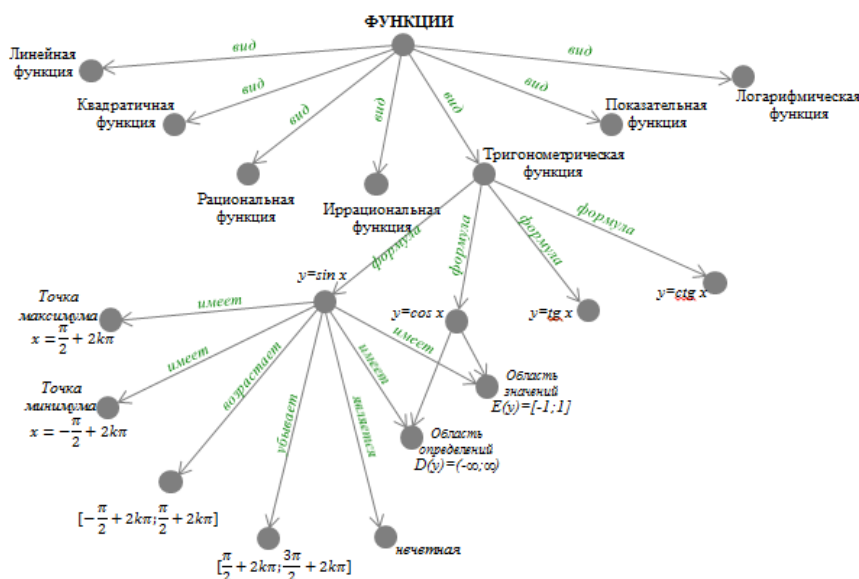 ФУНКЦИИ
вид
вид
вид
вид
вид
вид
вид
Линейная
функция
Квадратичная
функция
Рациональная
функция
Иррациональная
функция
Тригонометрическая
функция
Показательная
функция
Логарифмическая
функция
формула
формула
формула
формула
y=sin x
y=cos x
y=tg x
y=ctg x
имеет
имеет
возрастает
убывает
является
имеет
имеет
Точка
максимума
x = π/2 + 2kπ
Точка
минимума
x = −π/2 + 2kπ
[−π/2 + 2kπ; π/2 + 2kπ]
[π/2 + 2kπ; 3π/2 + 2kπ]
нечетная
Область
определений
D(y)=(-∞;∞)
Область
значений
E(y)=[-1;1]